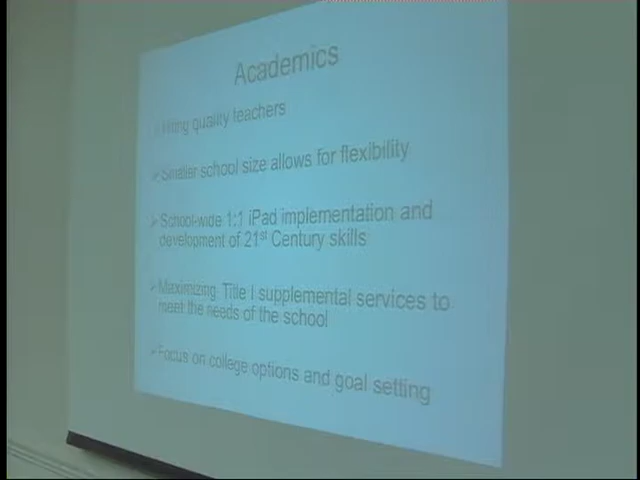 Academics
Hiring quality teachers
Smaller school size allows for flexibility
School-wide 1:1 iPad implementation and
development of 21st Century skills
Maximizing Title I supplemental services to
meet the needs of the school
Focus on college options and goal setting